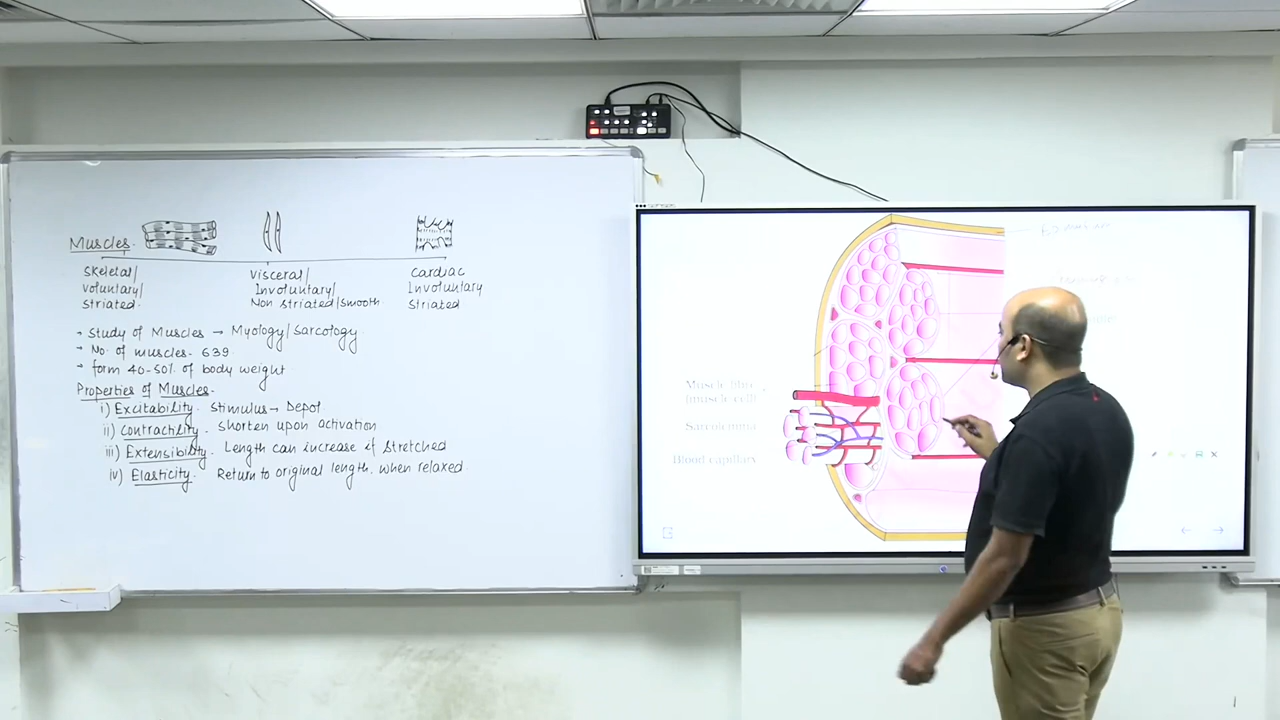 Muscles.
Skeletal/
voluntary/
striated.
visceral/
Involuntary/
Non striated/smooth
Cardiac
Involuntary
Striated
• Study of Muscles → Myology/Sarcology.
• No. of muscles- 639.
• form 40-50% of body weight
Properties of Muscles-
i) Excitability. Stimulus → Depol
ii) Contractility- Shorten upon activation
iii) Extensibility- Length can increase if Stretched
iv) Elasticity. Return to original length, when relaxed
Muscle fibre
(muscle cell)
Sarcolemma
Blood capillary